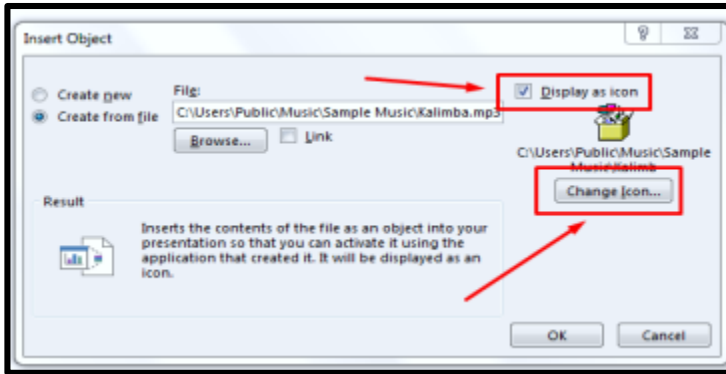 Insert Object
Create new
File:
Display as icon
Create from file
C:\Users\Public\Music\Sample Music\Kalimba.mp3
Browse...
Link
C:\Users\Public\Music\Sample
Music\Kalimb
Change Icon...
Result
Inserts the contents of the file as an object into your
presentation so that you can activate it using the
application that created it. It will be displayed as an
icon.
OK
Cancel